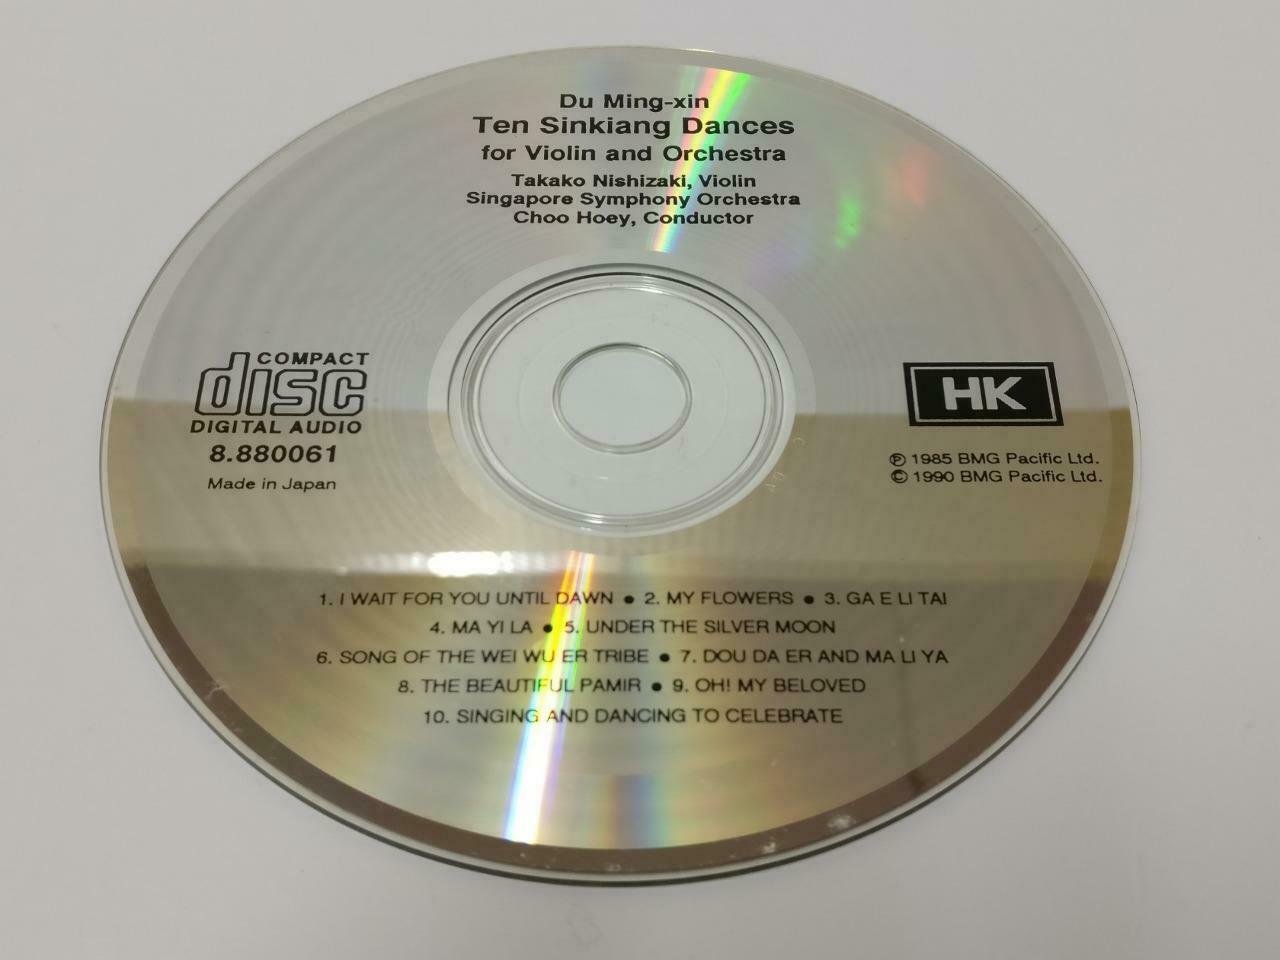 Du Ming-xin
Ten Sinkiang Dances
for Violin and Orchestra
Takako Nishizaki, Violin
Singapore Symphony Orchestra
Choo Hoey, Conductor
COMPACT
disc
DIGITAL AUDIO
8.880061
Made in Japan
HK
℗ 1985 BMG Pacific Ltd.
© 1990 BMG Pacific Ltd.
1. I WAIT FOR YOU UNTIL DAWN ● 2. MY FLOWERS ● 3. GA E LI TAI
4. MA YI LA ● 5. UNDER THE SILVER MOON
6. SONG OF THE WEI WU ER TRIBE ● 7. DOU DA ER AND MA LI YA
8. THE BEAUTIFUL PAMIR ● 9. OH! MY BELOVED
10. SINGING AND DANCING TO CELEBRATE